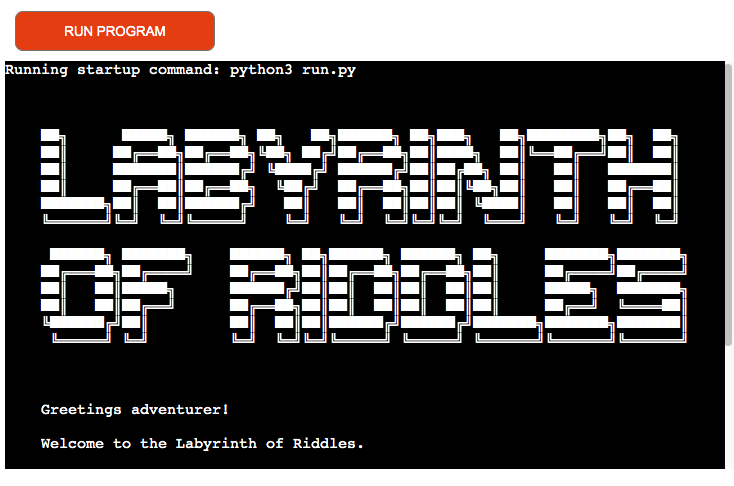 RUN PROGRAM
Running startup command: python3 run.py
LABYRINTH
OF RIDDLES
Greetings adventurer!
Welcome to the Labyrinth of Riddles.